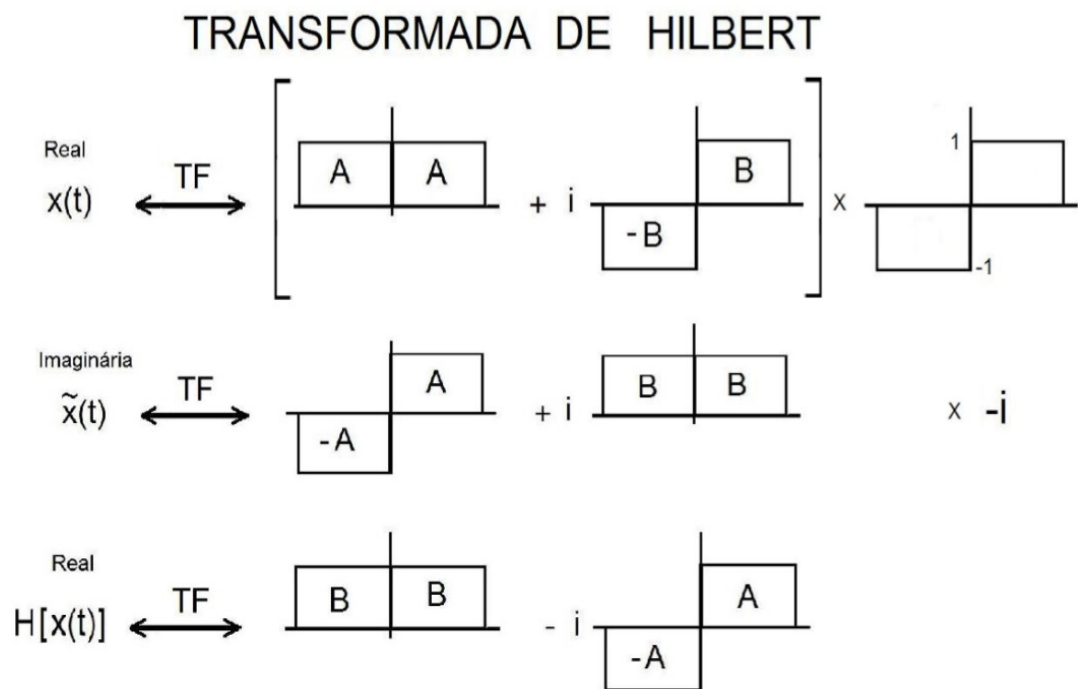 TRANSFORMADA DE HILBERT
Real
x(t) TF A A + i B -B x 1 -1
Imaginária
x̃(t) TF A -A + i B B x -i
Real
H[x(t)] TF B B - i A -A